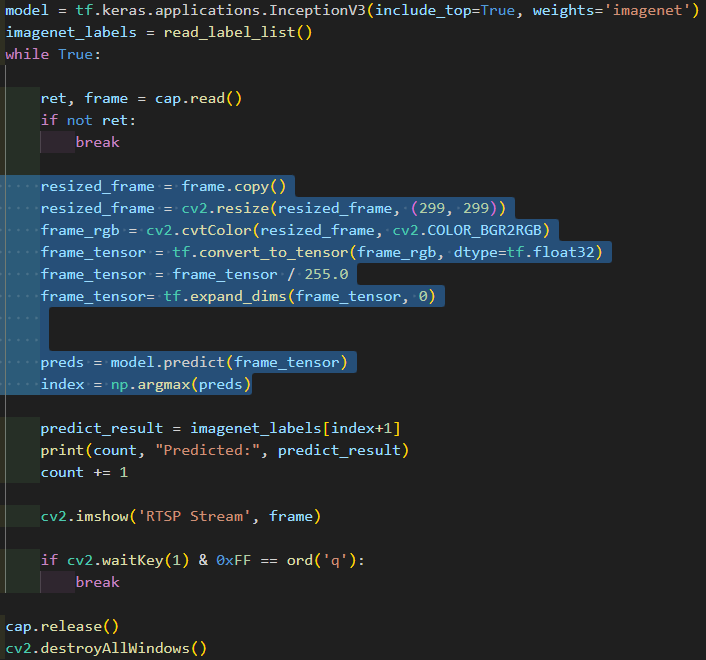 model = tf.keras.applications.InceptionV3(include_top=True, weights='imagenet')
imagenet_labels = read_label_list()
while True:
    ret, frame = cap.read()
    if not ret:
        break
    resized_frame = frame.copy()
    resized_frame = cv2.resize(resized_frame, (299, 299))
    frame_rgb = cv2.cvtColor(resized_frame, cv2.COLOR_BGR2RGB)
    frame_tensor = tf.convert_to_tensor(frame_rgb, dtype=tf.float32)
    frame_tensor = frame_tensor / 255.0
    frame_tensor= tf.expand_dims(frame_tensor, 0)
    preds = model.predict(frame_tensor)
    index = np.argmax(preds)
    predict_result = imagenet_labels[index+1]
    print(count, "Predicted:", predict_result)
    count += 1
    cv2.imshow('RTSP Stream', frame)
    if cv2.waitKey(1) & 0xFF == ord('q'):
        break
cap.release()
cv2.destroyAllWindows()